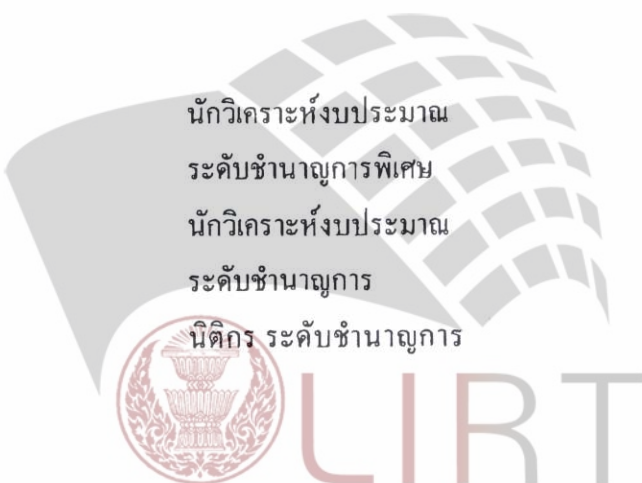 นักวิเคราะห์งบประมาณ
ระดับชำนาญการพิเศษ
นักวิเคราะห์งบประมาณ
ระดับชำนาญการ
นิติกร ระดับชำนาญการ
LIRT